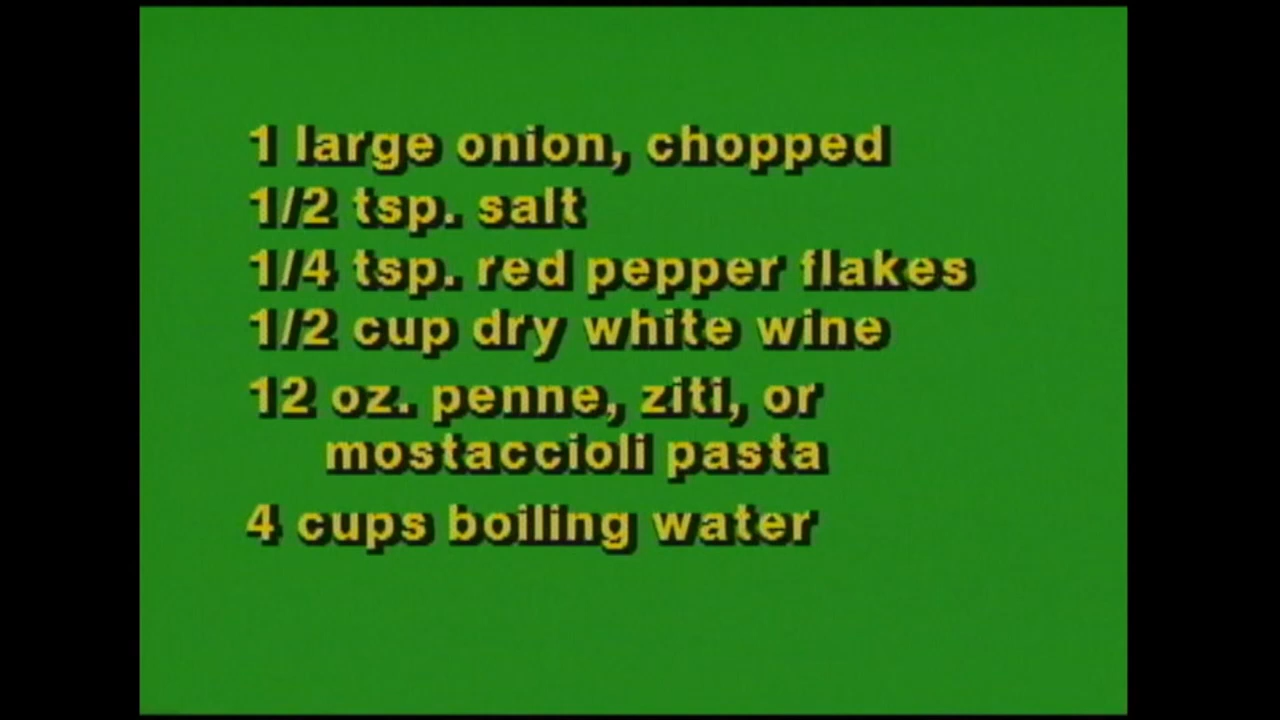 1 large onion, chopped
1/2 tsp. salt
1/4 tsp. red pepper flakes
1/2 cup dry white wine
12 oz. penne, ziti, or
mostaccioli pasta
4 cups boiling water